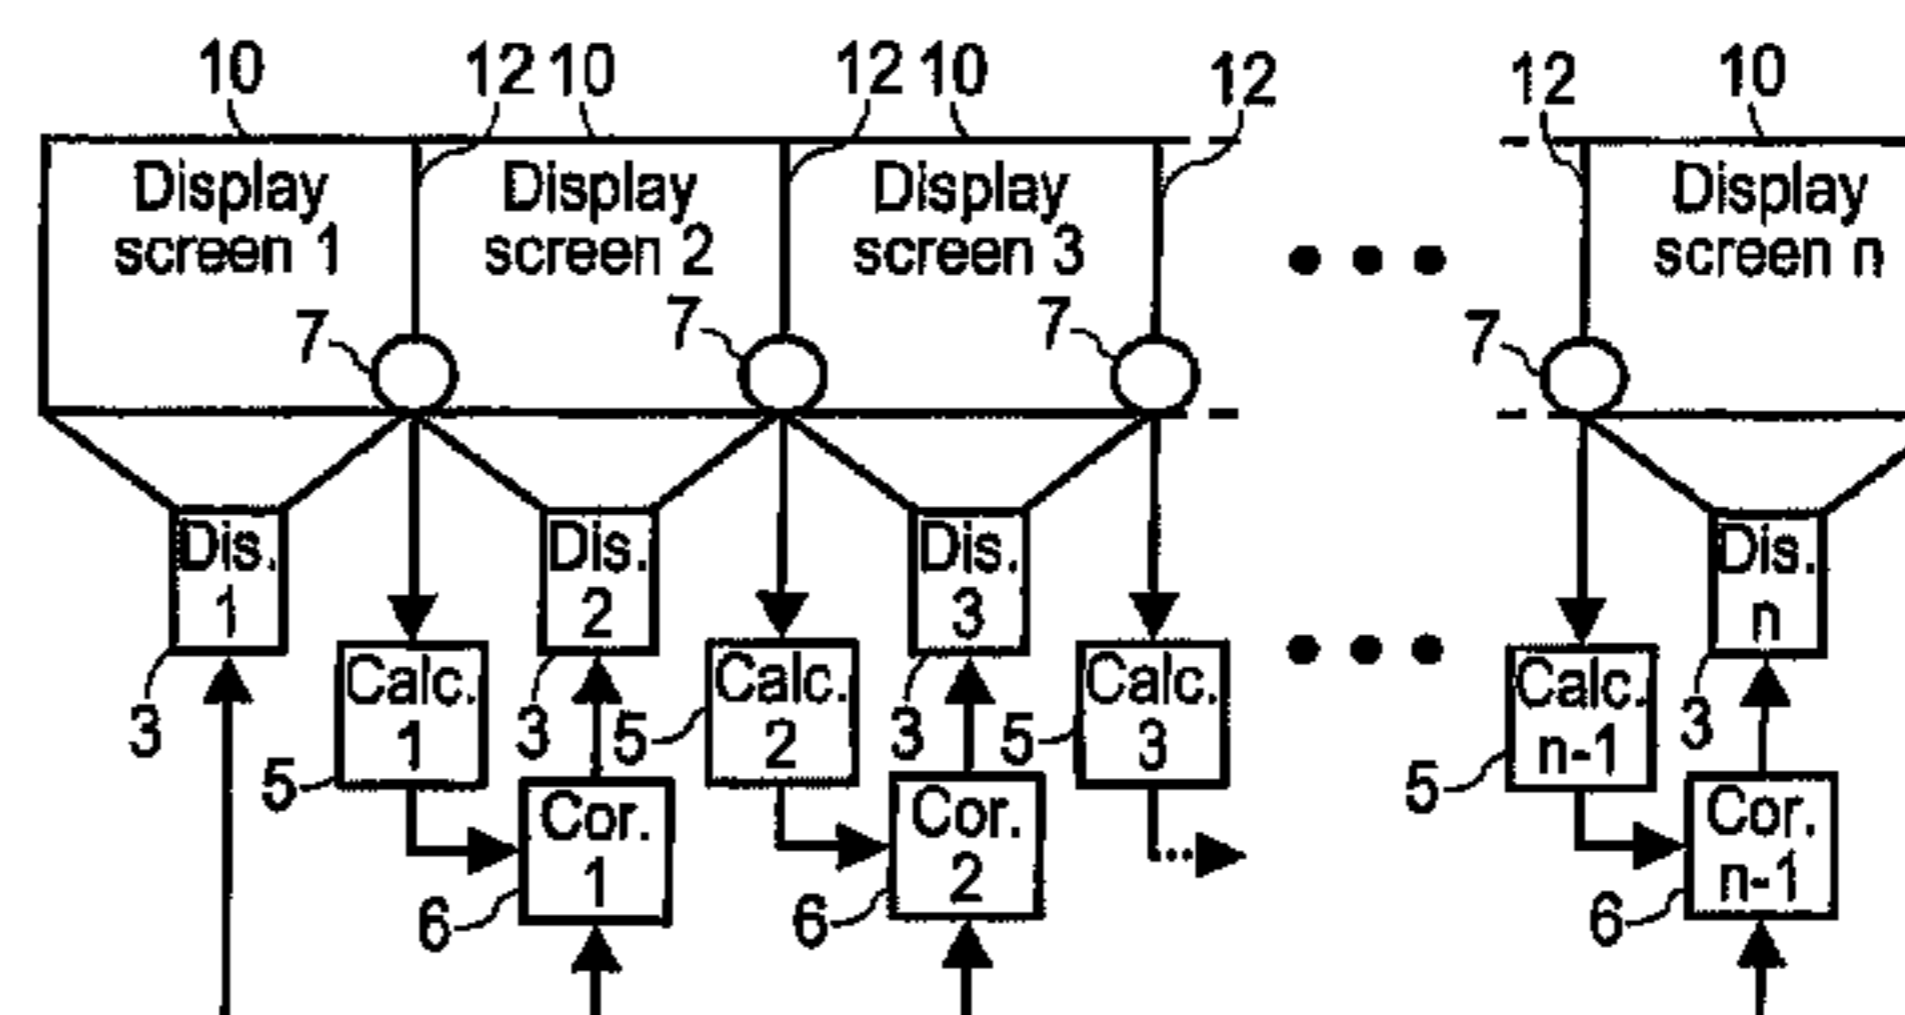 10 12 10 12 10 12 12 10
Display screen 1
Display screen 2
Display screen 3
Display screen n
7 7 7 7
Dis. 1
Dis. 2
Dis. 3
Dis. n
3 3 3 3
Calc. 1
Calc. 2
Calc. 3
Calc. n-1
5 5 5 5
Cor. 1
Cor. 2
Cor. n-1
6 6 6